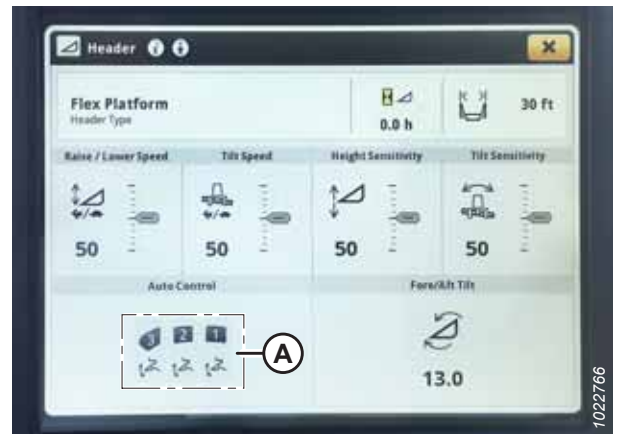 Header
Flex Platform
Header Type
0.0 h
30 ft
Raise / Lower Speed
Tilt Speed
Height Sensitivity
Tilt Sensitivity
50
50
50
50
Auto Control
Fore/Aft Tilt
3 2 1
A
13.0
1022766